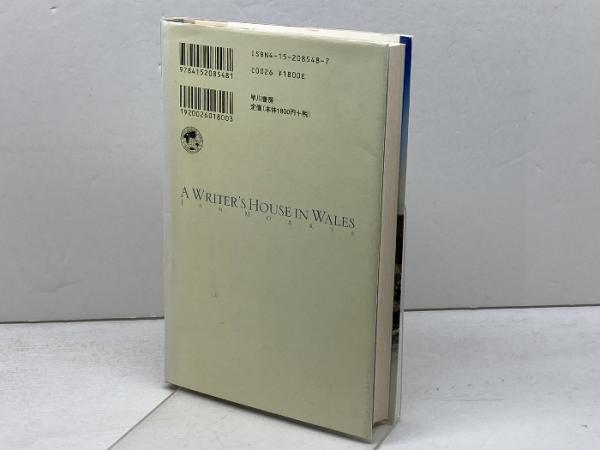 9784152085481
1920026018003
ISBN4-15-208548-7
C0026 ¥1800E
早川書房
定価(本体1800円+税)
A WRITER'S HOUSE IN WALES
JAN MORRIS